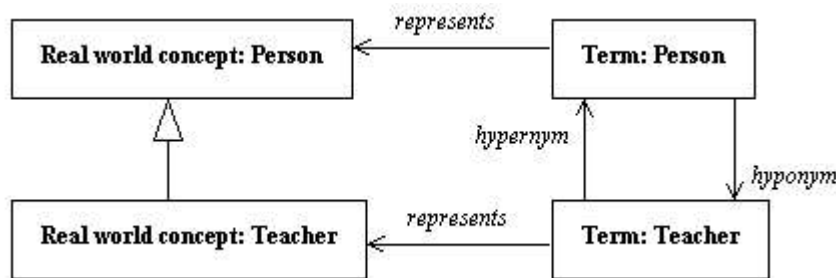 represents
Real world concept: Person
Term: Person
hypernym
hyponym
represents
Real world concept: Teacher
Term: Teacher